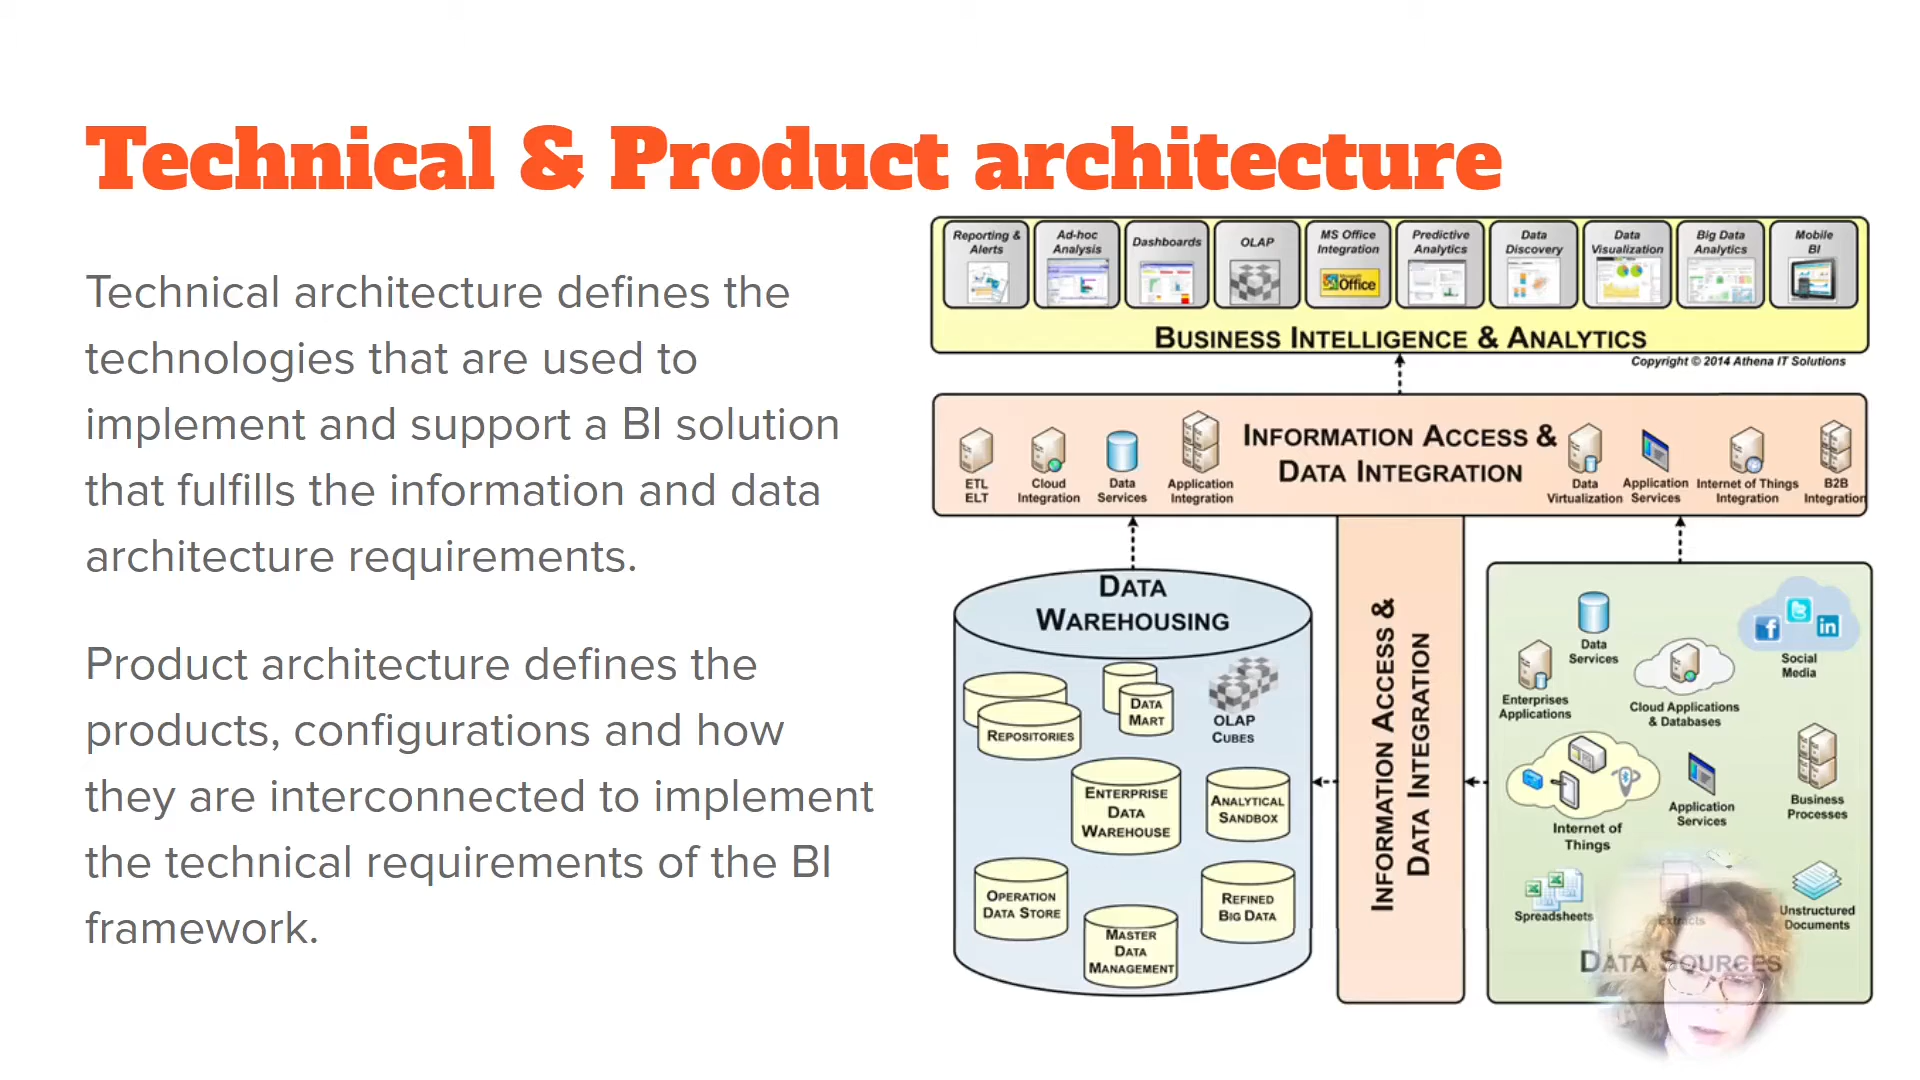 Technical & Product architecture
Technical architecture defines the
technologies that are used to
implement and support a BI solution
that fulfills the information and data
architecture requirements.
Product architecture defines the
products, configurations and how
they are interconnected to implement
the technical requirements of the BI
framework.
Reporting &
Alerts
Ad-hoc
Analysis
Dashboards
OLAP
MS Office
Integration
Office
Predictive
Analytics
Data
Discovery
Data
Visualization
Big Data
Analytics
Mobile
BI
BUSINESS INTELLIGENCE & ANALYTICS
Copyright © 2014 Athena IT Solutions
ETL
ELT
Cloud
Integration
Data
Services
Application
Integration
INFORMATION ACCESS &
DATA INTEGRATION
Data
Virtualization
Application
Services
Internet of Things
Integration
B2B
Integration
DATA
WAREHOUSING
REPOSITORIES
DATA
MART
OLAP
CUBES
ENTERPRISE
DATA
WAREHOUSE
ANALYTICAL
SANDBOX
OPERATION
DATA STORE
MASTER
DATA
MANAGEMENT
REFINED
BIG DATA
INFORMATION ACCESS &
DATA INTEGRATION
Data
Services
Social
Media
Enterprises
Applications
Cloud Applications
& Databases
Internet of
Things
Application
Services
Business
Processes
Spreadsheets
Extracts
Unstructured
Documents
DATA SOURCES